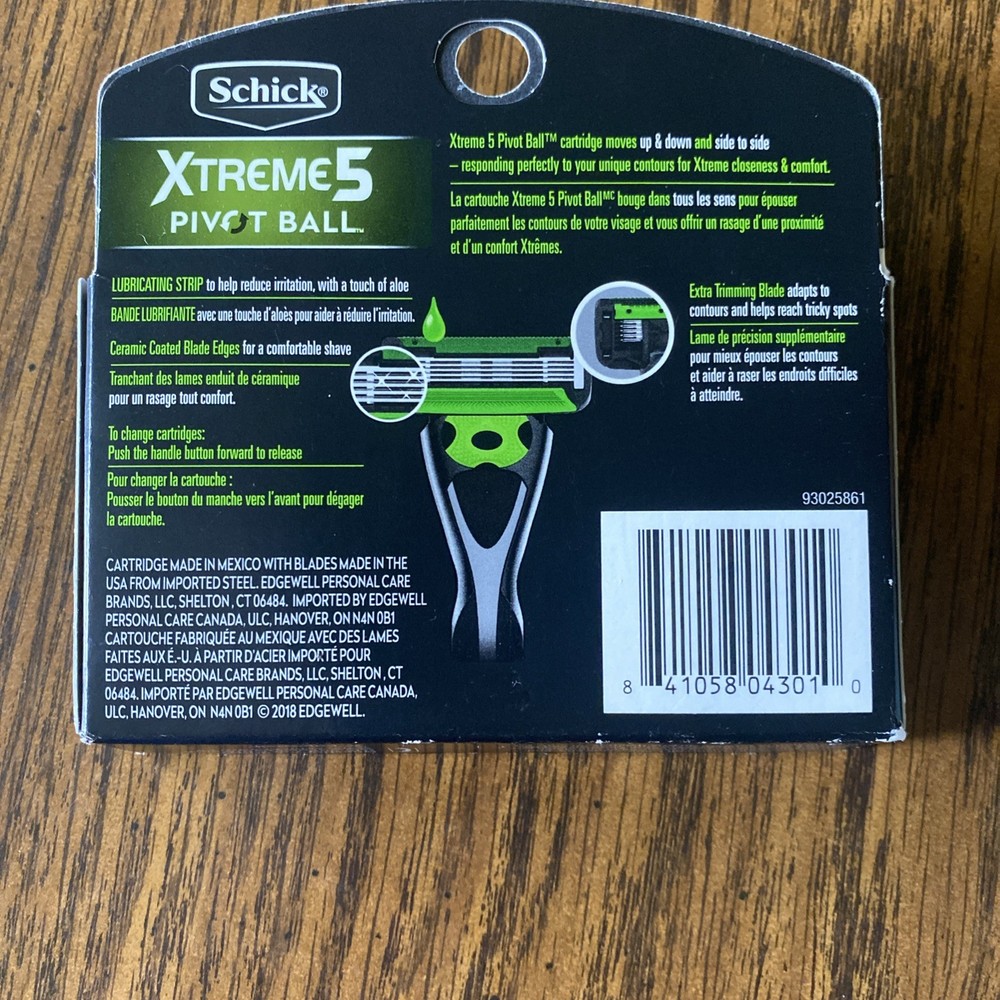 Schick®
XTREME5
PIVOT BALL™
Xtreme 5 Pivot Ball™ cartridge moves up & down and side to side
– responding perfectly to your unique contours for Xtreme closeness & comfort.
La cartouche Xtreme 5 Pivot Ballᴹᶜ bouge dans tous les sens pour épouser
parfaitement les contours de votre visage et vous offrir un rasage d'une proximité
et d'un confort Xtrêmes.
LUBRICATING STRIP to help reduce irritation, with a touch of aloe
BANDE LUBRIFIANTE avec une touche d'aloès pour aider à réduire l'irritation.
Ceramic Coated Blade Edges for a comfortable shave
Tranchant des lames enduit de céramique
pour un rasage tout confort.
To change cartridges:
Push the handle button forward to release
Pour changer la cartouche :
Pousser le bouton du manche vers l'avant pour dégager
la cartouche.
Extra Trimming Blade adapts to
contours and helps reach tricky spots
Lame de précision supplémentaire
pour mieux épouser les contours
et aider à raser les endroits difficiles
à atteindre.
CARTRIDGE MADE IN MEXICO WITH BLADES MADE IN THE
USA FROM IMPORTED STEEL. EDGEWELL PERSONAL CARE
BRANDS, LLC, SHELTON , CT 06484. IMPORTED BY EDGEWELL
PERSONAL CARE CANADA, ULC, HANOVER, ON N4N 0B1
CARTOUCHE FABRIQUÉE AU MEXIQUE AVEC DES LAMES
FAITES AUX É.-U. À PARTIR D'ACIER IMPORTÉ POUR
EDGEWELL PERSONAL CARE BRANDS, LLC, SHELTON , CT
06484. IMPORTÉ PAR EDGEWELL PERSONAL CARE CANADA,
ULC, HANOVER, ON N4N 0B1 © 2018 EDGEWELL.
93025861
8 41058 04301 0